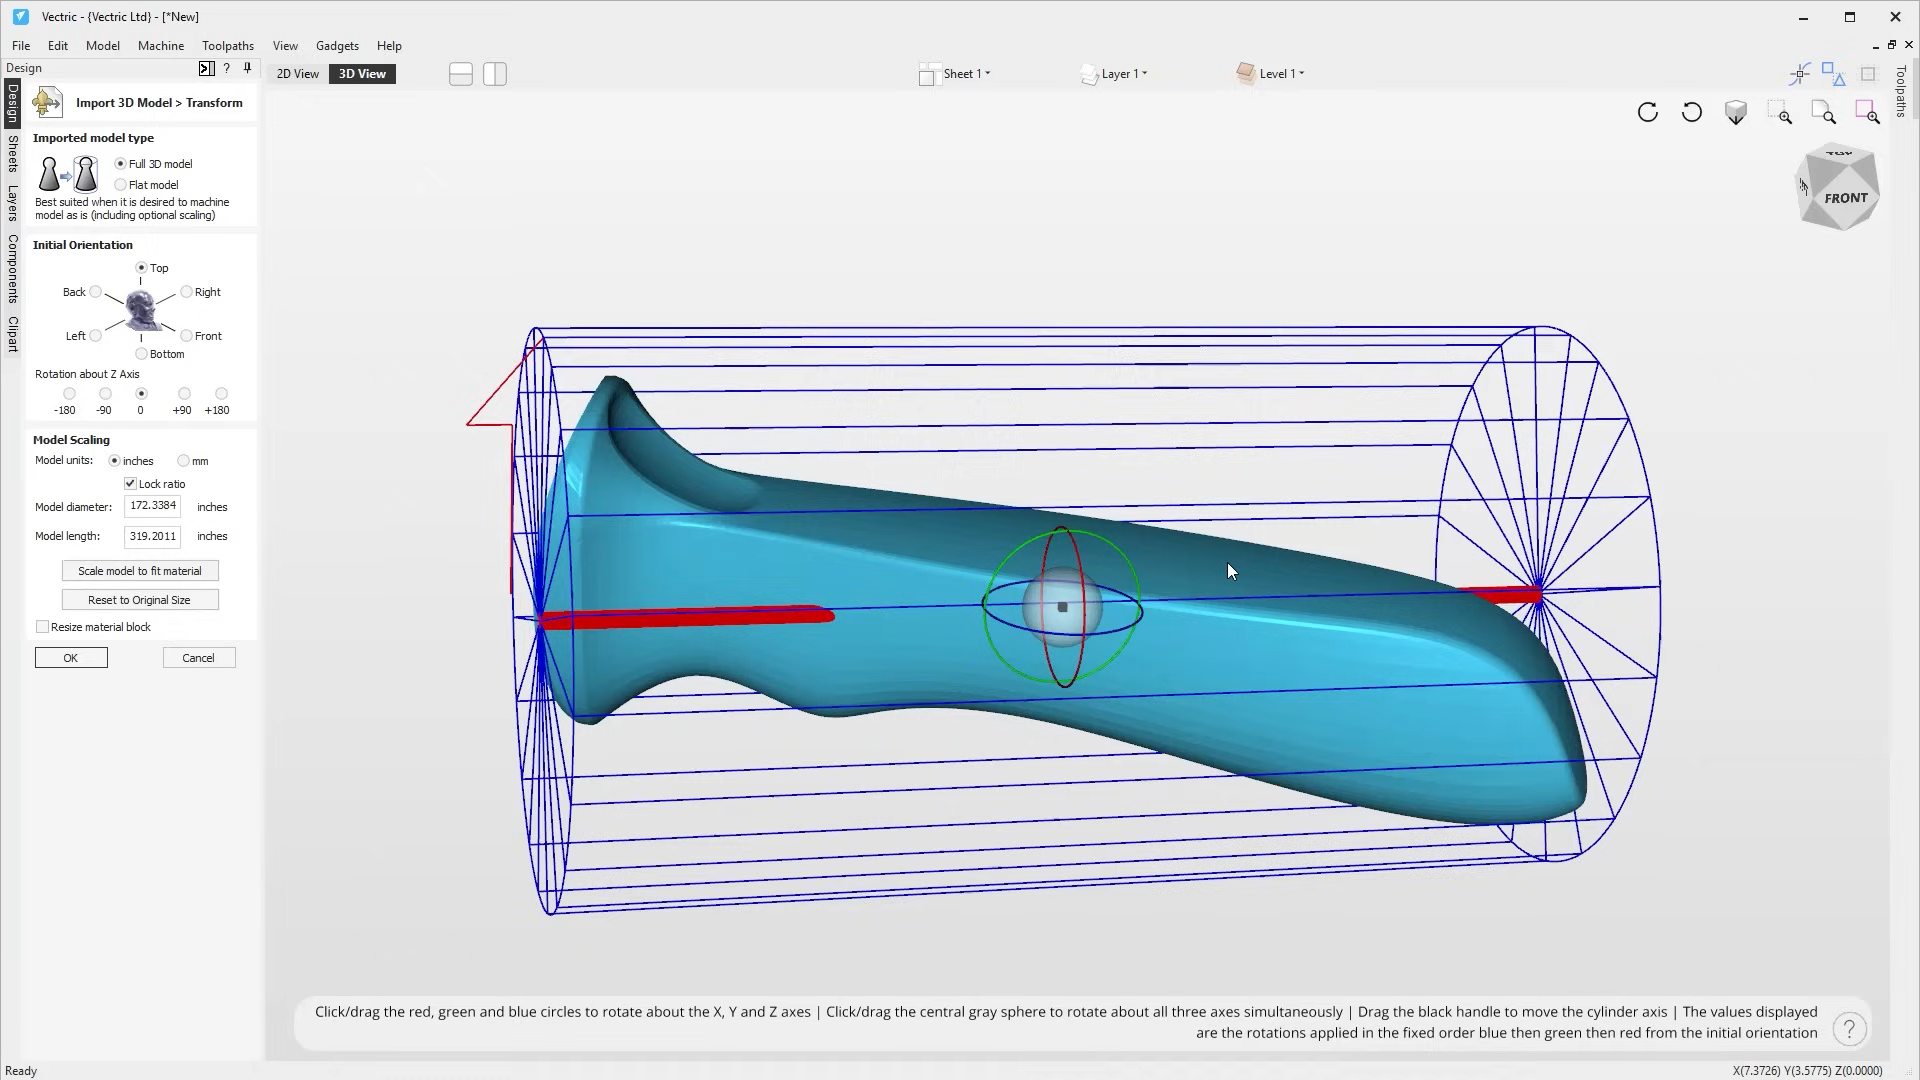 Vectric - {Vectric Ltd} - [*New]
File Edit Model Machine Toolpaths View Gadgets Help
Design ?
2D View 3D View Sheet 1 Layer 1 Level 1
Toolpaths
Design
Sheets
Layers
Components
Clipart
Import 3D Model > Transform
Imported model type
Full 3D model
Flat model
Best suited when it is desired to machine
model as is (including optional scaling)
Initial Orientation
Top
Back Right
Left Front
Bottom
Rotation about Z Axis
-180 -90 0 +90 +180
Model Scaling
Model units: inches mm
Lock ratio
Model diameter: 172.3384 inches
Model length: 319.2011 inches
Scale model to fit material
Reset to Original Size
Resize material block
OK Cancel
TOP
FRONT
Click/drag the red, green and blue circles to rotate about the X, Y and Z axes | Click/drag the central gray sphere to rotate about all three axes simultaneously | Drag the black handle to move the cylinder axis | The values displayed
are the rotations applied in the fixed order blue then green then red from the initial orientation
?
Ready X(7.3726) Y(3.5775) Z(0.0000)